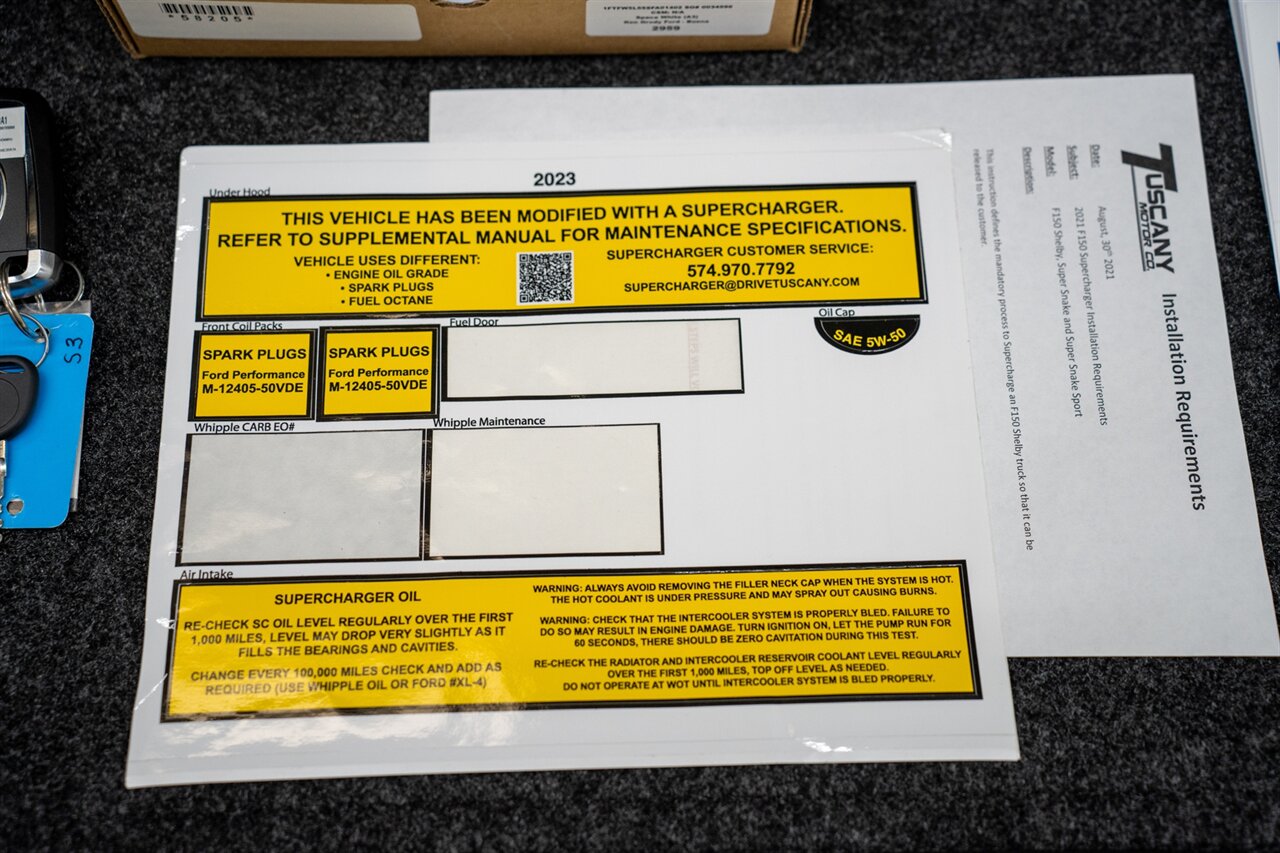 *58205*
Space White (A3)
2959
2023
Under Hood
THIS VEHICLE HAS BEEN MODIFIED WITH A SUPERCHARGER.
REFER TO SUPPLEMENTAL MANUAL FOR MAINTENANCE SPECIFICATIONS.
VEHICLE USES DIFFERENT:
• ENGINE OIL GRADE
• SPARK PLUGS
• FUEL OCTANE
SUPERCHARGER CUSTOMER SERVICE:
574.970.7792
SUPERCHARGER@DRIVETUSCANY.COM
Front Coil Packs
SPARK PLUGS
Ford Performance
M-12405-50VDE
SPARK PLUGS
Ford Performance
M-12405-50VDE
Fuel Door
Oil Cap
SAE 5W-50
Whipple CARB EO#
Whipple Maintenance
Air Intake
SUPERCHARGER OIL
RE-CHECK SC OIL LEVEL REGULARLY OVER THE FIRST
1,000 MILES, LEVEL MAY DROP VERY SLIGHTLY AS IT
FILLS THE BEARINGS AND CAVITIES.
CHANGE EVERY 100,000 MILES CHECK AND ADD AS
REQUIRED (USE WHIPPLE OIL OR FORD #XL-4)
WARNING: ALWAYS AVOID REMOVING THE FILLER NECK CAP WHEN THE SYSTEM IS HOT.
THE HOT COOLANT IS UNDER PRESSURE AND MAY SPRAY OUT CAUSING BURNS.
WARNING: CHECK THAT THE INTERCOOLER SYSTEM IS PROPERLY BLED. FAILURE TO
DO SO MAY RESULT IN ENGINE DAMAGE. TURN IGNITION ON, LET THE PUMP RUN FOR
60 SECONDS, THERE SHOULD BE ZERO CAVITATION DURING THIS TEST.
RE-CHECK THE RADIATOR AND INTERCOOLER RESERVOIR COOLANT LEVEL REGULARLY
OVER THE FIRST 1,000 MILES, TOP OFF LEVEL AS NEEDED.
DO NOT OPERATE AT WOT UNTIL INTERCOOLER SYSTEM IS BLED PROPERLY.
TUSCANY
MOTOR CO.
Installation Requirements
Date: August, 30th 2021
Subject: 2021 F150 Supercharger Installation Requirements
Model: F150 Shelby, Super Snake and Super Snake Sport
Description:
This instruction defines the mandatory process to Supercharge an F150 Shelby truck so that it can be
released to the customer.
53